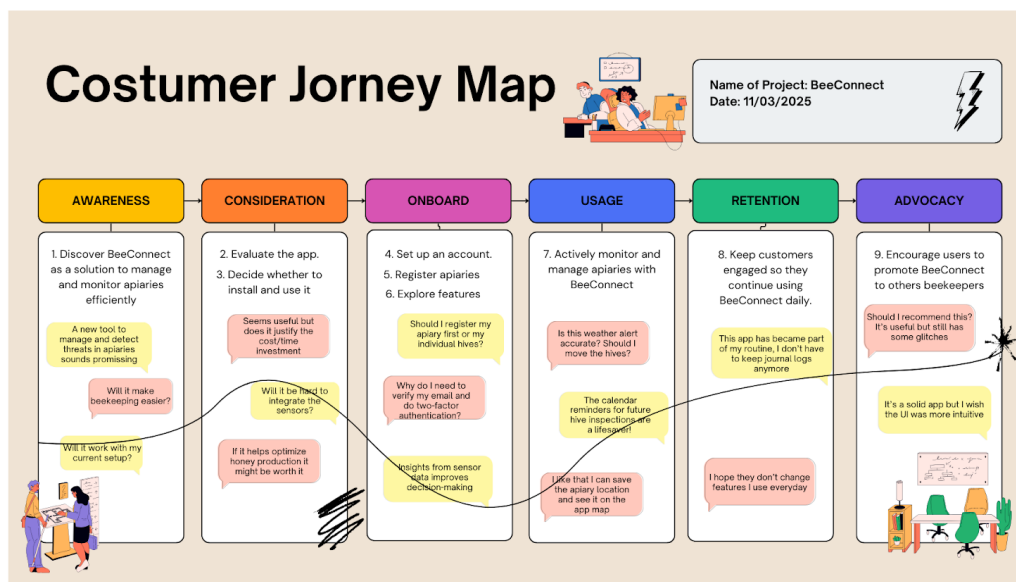 Costumer Jorney Map
Name of Project: BeeConnect
Date: 11/03/2025
AWARENESS
CONSIDERATION
ONBOARD
USAGE
RETENTION
ADVOCACY
1. Discover BeeConnect
as a solution to manage
and monitor apiaries
efficiently
A new tool to
manage and detect
threats in apiaries
sounds promissing
Will it make
beekeeping easier?
Will it work with my
current setup?
2. Evaluate the app.
3. Decide whether to
install and use it
Seems useful but
does it justify the
cost/time
investment
Will it be hard to
integrate the
sensors?
If it helps optimize
honey production it
might be worth it
4. Set up an account.
5. Register apiaries
6. Explore features
Should I register my
apiary first or my
individual hives?
Why do I need to
verify my email and
do two-factor
authentication?
Insights from sensor
data improves
decision-making
7. Actively monitor and
manage apiaries with
BeeConnect
Is this weather alert
accurate? Should I
move the hives?
The calendar
reminders for future
hive inspections are
a lifesaver!
I like that I can save
the apiary location
and see it on the
app map
8. Keep customers
engaged so they
continue using
BeeConnect daily.
This app has became part
of my routine, I don't have
to keep journal logs
anymore
I hope they don't change
features I use everyday
9. Encourage users to
promote BeeConnect
to others beekeepers
Should I recommend this?
It's useful but still has
some glitches
It's a solid app but I wish
the UI was more intuitive